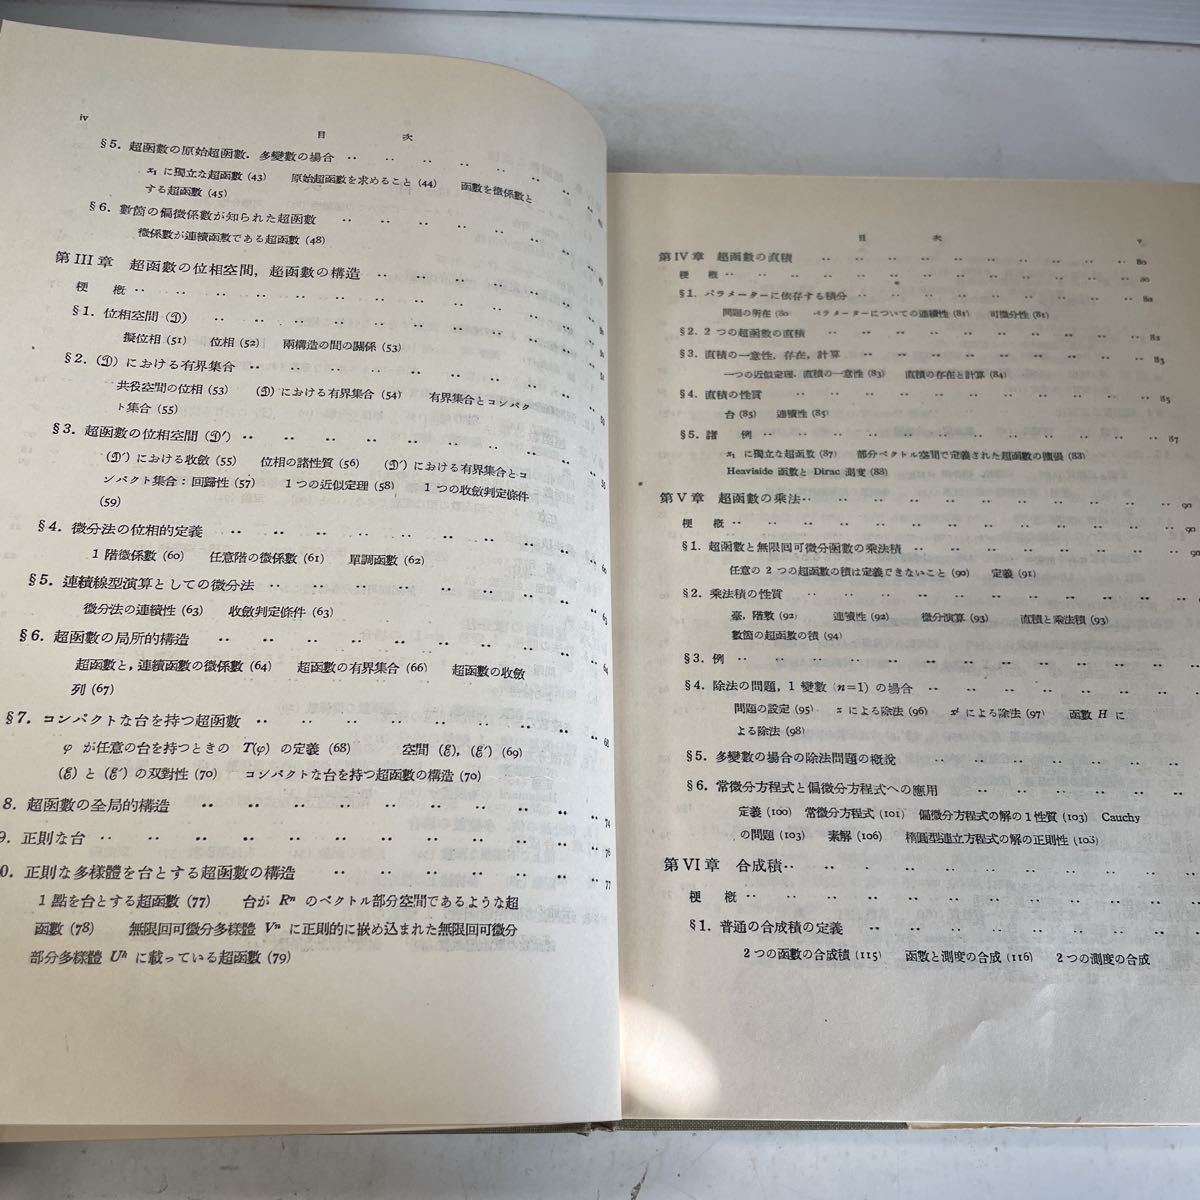 iv
目 次
§5. 超函數の原始超函數. 多變數の場合 ‥ ‥ ‥ ‥
x₁ に獨立な超函數 (43) 原始超函數を求めること (44) 函數を微係數と
する超函數 (45)
§6. 數箇の偏微係數が知られた超函數 ‥ ‥ ‥ ‥ ‥ ‥
微係數が連續函數である超函數 (48)
第 III 章 超函數の位相空間, 超函數の構造 ‥ ‥ ‥ ‥ ‥ ‥
梗 概 ‥ ‥ ‥ ‥ ‥ ‥ ‥ ‥ ‥ ‥
§1. 位相空間 (𝒟) ‥ ‥ ‥ ‥ ‥ ‥ ‥ ‥ ‥
擬位相 (51) 位相 (52) 兩構造の間の關係 (53)
§2. (𝒟) における有界集合 ‥ ‥ ‥ ‥ ‥ ‥ ‥ ‥
共役空間の位相 (53) (𝒟) における有界集合 (54) 有界集合とコンパク
ト集合 (55)
§3. 超函數の位相空間 (𝒟′) ‥ ‥ ‥ ‥ ‥ ‥ ‥ ‥
(𝒟′) における收斂 (55) 位相の諸性質 (56) (𝒟′) における有界集合とコ
ンパクト集合: 回歸性 (57) 1つの近似定理 (58) 1つの收斂判定條件
(59)
§4. 微分法の位相的定義 ‥ ‥ ‥ ‥ ‥ ‥ ‥ ‥
1階微係數 (60) 任意階の微係數 (61) 單調函數 (62)
§5. 連續線型演算としての微分法 ‥ ‥ ‥ ‥ ‥ ‥ ‥ 63
微分法の連續性 (63) 收斂判定條件 (63)
§6. 超函數の局所的構造 ‥ ‥ ‥ ‥ ‥ ‥ ‥ ‥ 64
超函數と, 連續函數の微係數 (64) 超函數の有界集合 (66) 超函數の收斂
列 (67)
§7. コンパクトな台を持つ超函數 ‥ ‥ ‥ ‥ ‥ ‥ ‥ 68
φ が任意の台を持つときの T(φ) の定義 (68) 空間 (ℰ), (ℰ′) (69)
(ℰ) と (ℰ′) の双對性 (70) コンパクトな台を持つ超函數の構造 (70)
8. 超函數の全局的構造 ‥ ‥ ‥ ‥ ‥ ‥ ‥ ‥ 74
9. 正則な台 ‥ ‥ ‥ ‥ ‥ ‥ ‥ ‥ ‥ ‥ 76
0. 正則な多樣體を台とする超函數の構造 ‥ ‥ ‥ ‥ ‥ ‥ 77
1點を台とする超函數 (77) 台が Rⁿ のベクトル部分空間であるような超
函數 (78) 無限回可微分多樣體 Vⁿ に正則的に嵌め込まれた無限回可微分
部分多樣體 Uʰ に載っている超函數 (79)
目 次
v
第 IV 章 超函數の直積 ‥ ‥ ‥ ‥ ‥ ‥ ‥ ‥ 80
梗 概 ‥ ‥ ‥ ‥ ‥ ‥ ‥ ‥ ‥ ‥ ‥ 80
§1. パラメーターに依存する積分 ‥ ‥ ‥ ‥ ‥ ‥ ‥ 80
問題の所在 (80 パラメーターについての連續性 (81) 可微分性 (81)
§2. 2つの超函數の直積 ‥ ‥ ‥ ‥ ‥ ‥ ‥ ‥ 82
§3. 直積の一意性, 存在, 計算 ‥ ‥ ‥ ‥ ‥ ‥ ‥ 83
一つの近似定理, 直積の一意性 (83) 直積の存在と計算 (84)
§4. 直積の性質 ‥ ‥ ‥ ‥ ‥ ‥ ‥ ‥ ‥ 85
台 (85) 連續性 (85)
§5. 諸 例 ‥ ‥ ‥ ‥ ‥ ‥ ‥ ‥ ‥ ‥ 87
x₁ に獨立な超函數 (87) 部分ベクトル空間で定義された超函數の擴張 (88)
Heaviside 函數と Dirac 測度 (88)
第 V 章 超函數の乘法 ‥ ‥ ‥ ‥ ‥ ‥ ‥ ‥ 90
梗 概 ‥ ‥ ‥ ‥ ‥ ‥ ‥ ‥ ‥ ‥ ‥ 90
§1. 超函數と無限回可微分函數の乘法積 ‥ ‥ ‥ ‥ ‥ ‥ 90
任意の2つの超函數の積は定義できないこと (90) 定義 (91)
§2. 乘法積の性質 ‥ ‥ ‥ ‥ ‥ ‥ ‥ ‥ ‥
臺, 階數 (92) 連續性 (92) 微分演算 (93) 直積と乘法積 (93)
數箇の超函數の積 (94)
§3. 例 ‥ ‥ ‥ ‥ ‥ ‥ ‥ ‥ ‥ ‥ ‥
§4. 除法の問題, 1變數 (n=1) の場合 ‥ ‥ ‥ ‥ ‥ ‥
問題の設定 (95) x による除法 (96) xˡ による除法 (97) 函數 H に
よる除法 (98)
§5. 多變數の場合の除法問題の槪況 ‥ ‥ ‥ ‥ ‥ ‥
§6. 常微分方程式と偏微分方程式への應用 ‥ ‥ ‥ ‥ ‥
定義 (100) 常微分方程式 (101) 偏微分方程式の解の1性質 (103) Cauchy
の問題 (103) 素解 (106) 楕圓型連立方程式の解の正則性 (108)
第 VI 章 合成積 ‥ ‥ ‥ ‥ ‥ ‥ ‥ ‥ ‥
梗 概 ‥ ‥ ‥ ‥ ‥ ‥ ‥ ‥ ‥ ‥
§1. 普通の合成積の定義 ‥ ‥ ‥ ‥ ‥ ‥ ‥
2つの函數の合成積 (115) 函數と測度の合成 (116) 2つの測度の合成